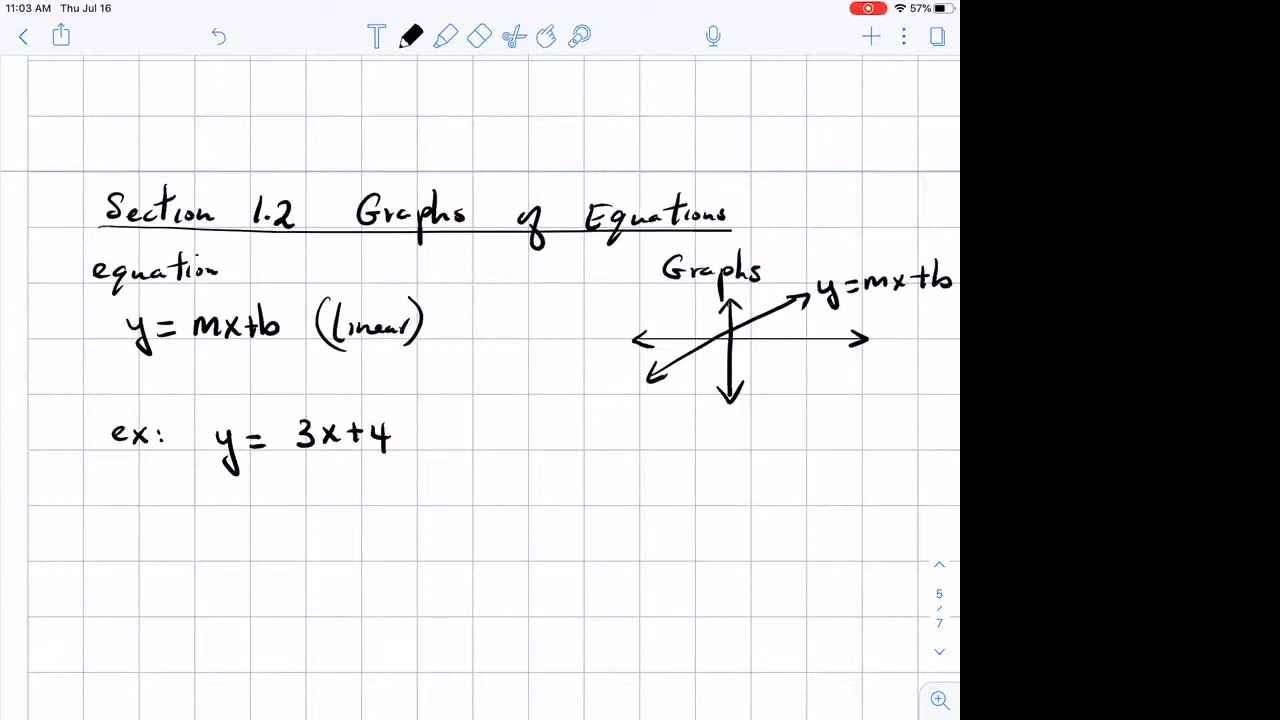 11:03 AM Thu Jul 16
57%
T
Section 1.2 Graphs of Equations
equation
Graphs
y = mx+b
y = mx+b (linear)
ex: y = 3x+4
5
/
7